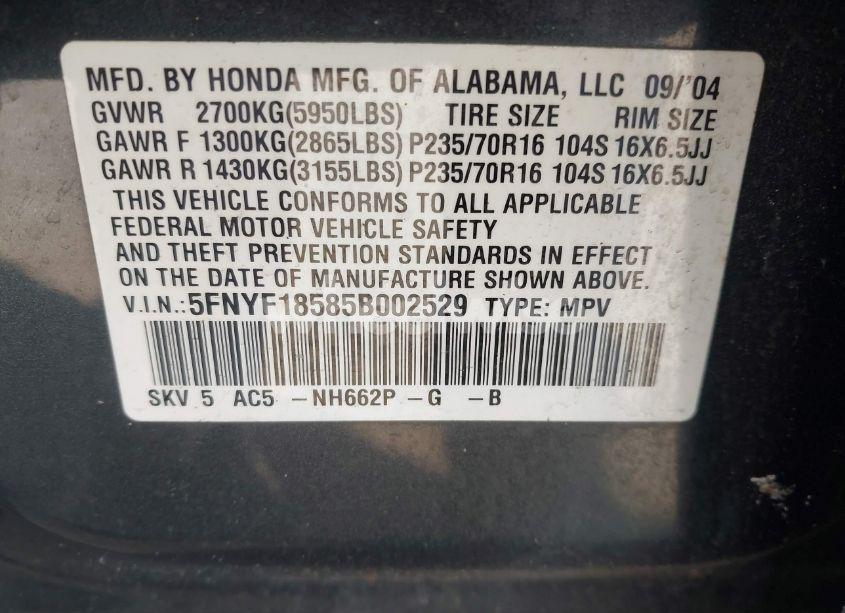 MFD. BY HONDA MFG. OF ALABAMA, LLC 09/'04
GVWR 2700KG(5950LBS) TIRE SIZE RIM SIZE
GAWR F 1300KG(2865LBS) P235/70R16 104S 16X6.5JJ
GAWR R 1430KG(3155LBS) P235/70R16 104S 16X6.5JJ
THIS VEHICLE CONFORMS TO ALL APPLICABLE
FEDERAL MOTOR VEHICLE SAFETY
AND THEFT PREVENTION STANDARDS IN EFFECT
ON THE DATE OF MANUFACTURE SHOWN ABOVE.
V.I.N.:5FNYF18585B002529 TYPE: MPV
SKV 5 AC5 -NH662P -G -B